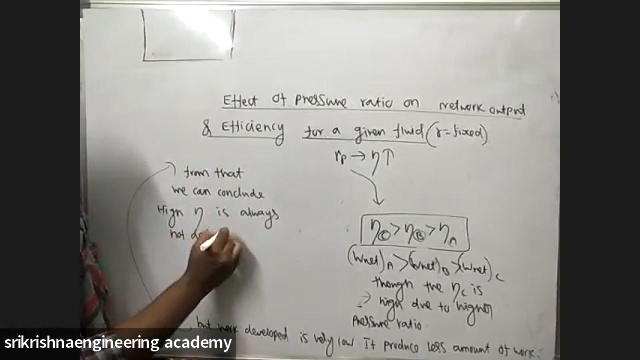 Effect of Pressure ratio on network output
& Efficiency for a given fluid (γ = fixed)
rp → η↑
from that
we can conclude
High η is always
not
ηC > ηB > ηA
(Wnet)A > (Wnet)B > (Wnet)C
though the ηC is
→ high due to higher
Pressure ratio
but work developed is very low It produce less amount of work.
srikrishnaengineering academy